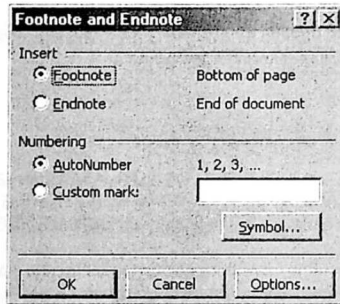 Footnote and Endnote
Insert
Footnote Bottom of page
Endnote End of document
Numbering
AutoNumber 1, 2, 3, ...
Custom mark:
Symbol...
OK Cancel Options...